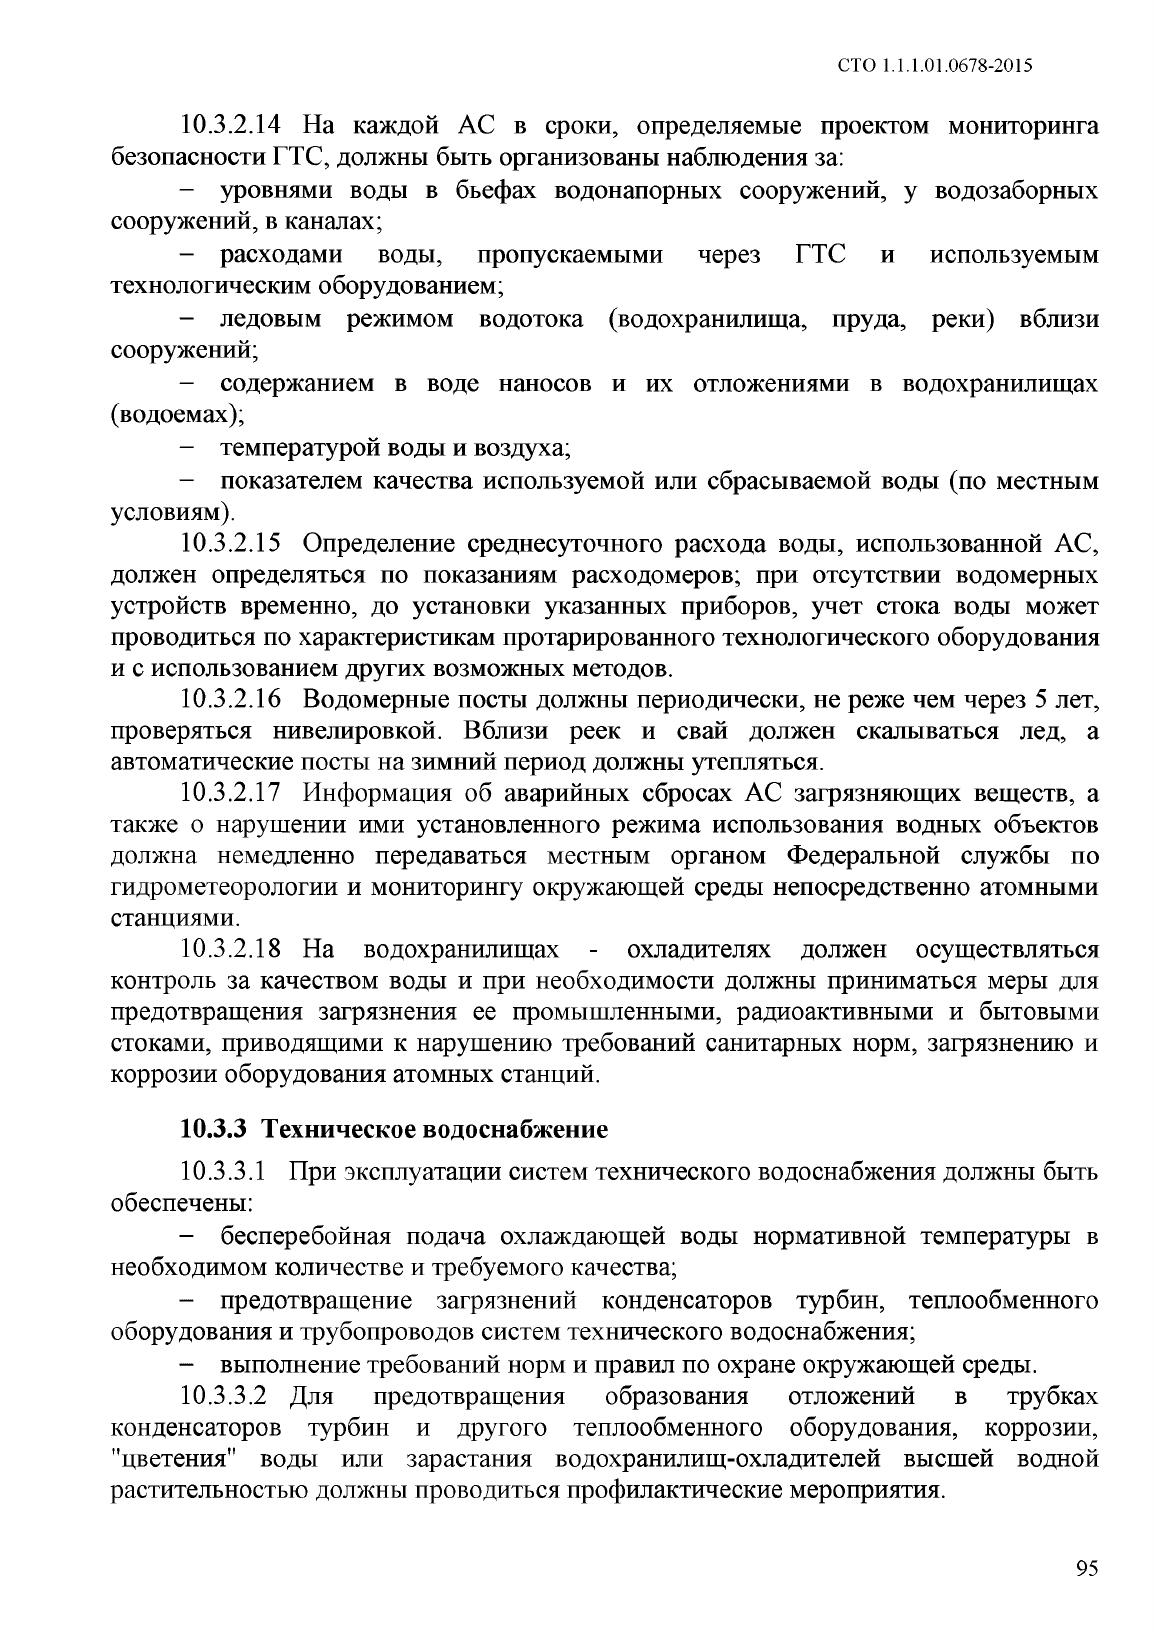 СТО 1.1.1.01.0678-2015
10.3.2.14 На каждой АС в сроки, определяемые проектом мониторинга
безопасности ГТС, должны быть организованы наблюдения за:
− уровнями воды в бьефах водонапорных сооружений, у водозаборных
сооружений, в каналах;
− расходами воды, пропускаемыми через ГТС и используемым
технологическим оборудованием;
− ледовым режимом водотока (водохранилища, пруда, реки) вблизи
сооружений;
− содержанием в воде наносов и их отложениями в водохранилищах
(водоемах);
− температурой воды и воздуха;
− показателем качества используемой или сбрасываемой воды (по местным
условиям).
10.3.2.15 Определение среднесуточного расхода воды, использованной АС,
должен определяться по показаниям расходомеров; при отсутствии водомерных
устройств временно, до установки указанных приборов, учет стока воды может
проводиться по характеристикам протарированного технологического оборудования
и с использованием других возможных методов.
10.3.2.16 Водомерные посты должны периодически, не реже чем через 5 лет,
проверяться нивелировкой. Вблизи реек и свай должен скалываться лед, а
автоматические посты на зимний период должны утепляться.
10.3.2.17 Информация об аварийных сбросах АС загрязняющих веществ, а
также о нарушении ими установленного режима использования водных объектов
должна немедленно передаваться местным органом Федеральной службы по
гидрометеорологии и мониторингу окружающей среды непосредственно атомными
станциями.
10.3.2.18 На водохранилищах - охладителях должен осуществляться
контроль за качеством воды и при необходимости должны приниматься меры для
предотвращения загрязнения ее промышленными, радиоактивными и бытовыми
стоками, приводящими к нарушению требований санитарных норм, загрязнению и
коррозии оборудования атомных станций.
10.3.3 Техническое водоснабжение
10.3.3.1 При эксплуатации систем технического водоснабжения должны быть
обеспечены:
− бесперебойная подача охлаждающей воды нормативной температуры в
необходимом количестве и требуемого качества;
− предотвращение загрязнений конденсаторов турбин, теплообменного
оборудования и трубопроводов систем технического водоснабжения;
− выполнение требований норм и правил по охране окружающей среды.
10.3.3.2 Для предотвращения образования отложений в трубках
конденсаторов турбин и другого теплообменного оборудования, коррозии,
"цветения" воды или зарастания водохранилищ-охладителей высшей водной
растительностью должны проводиться профилактические мероприятия.
95